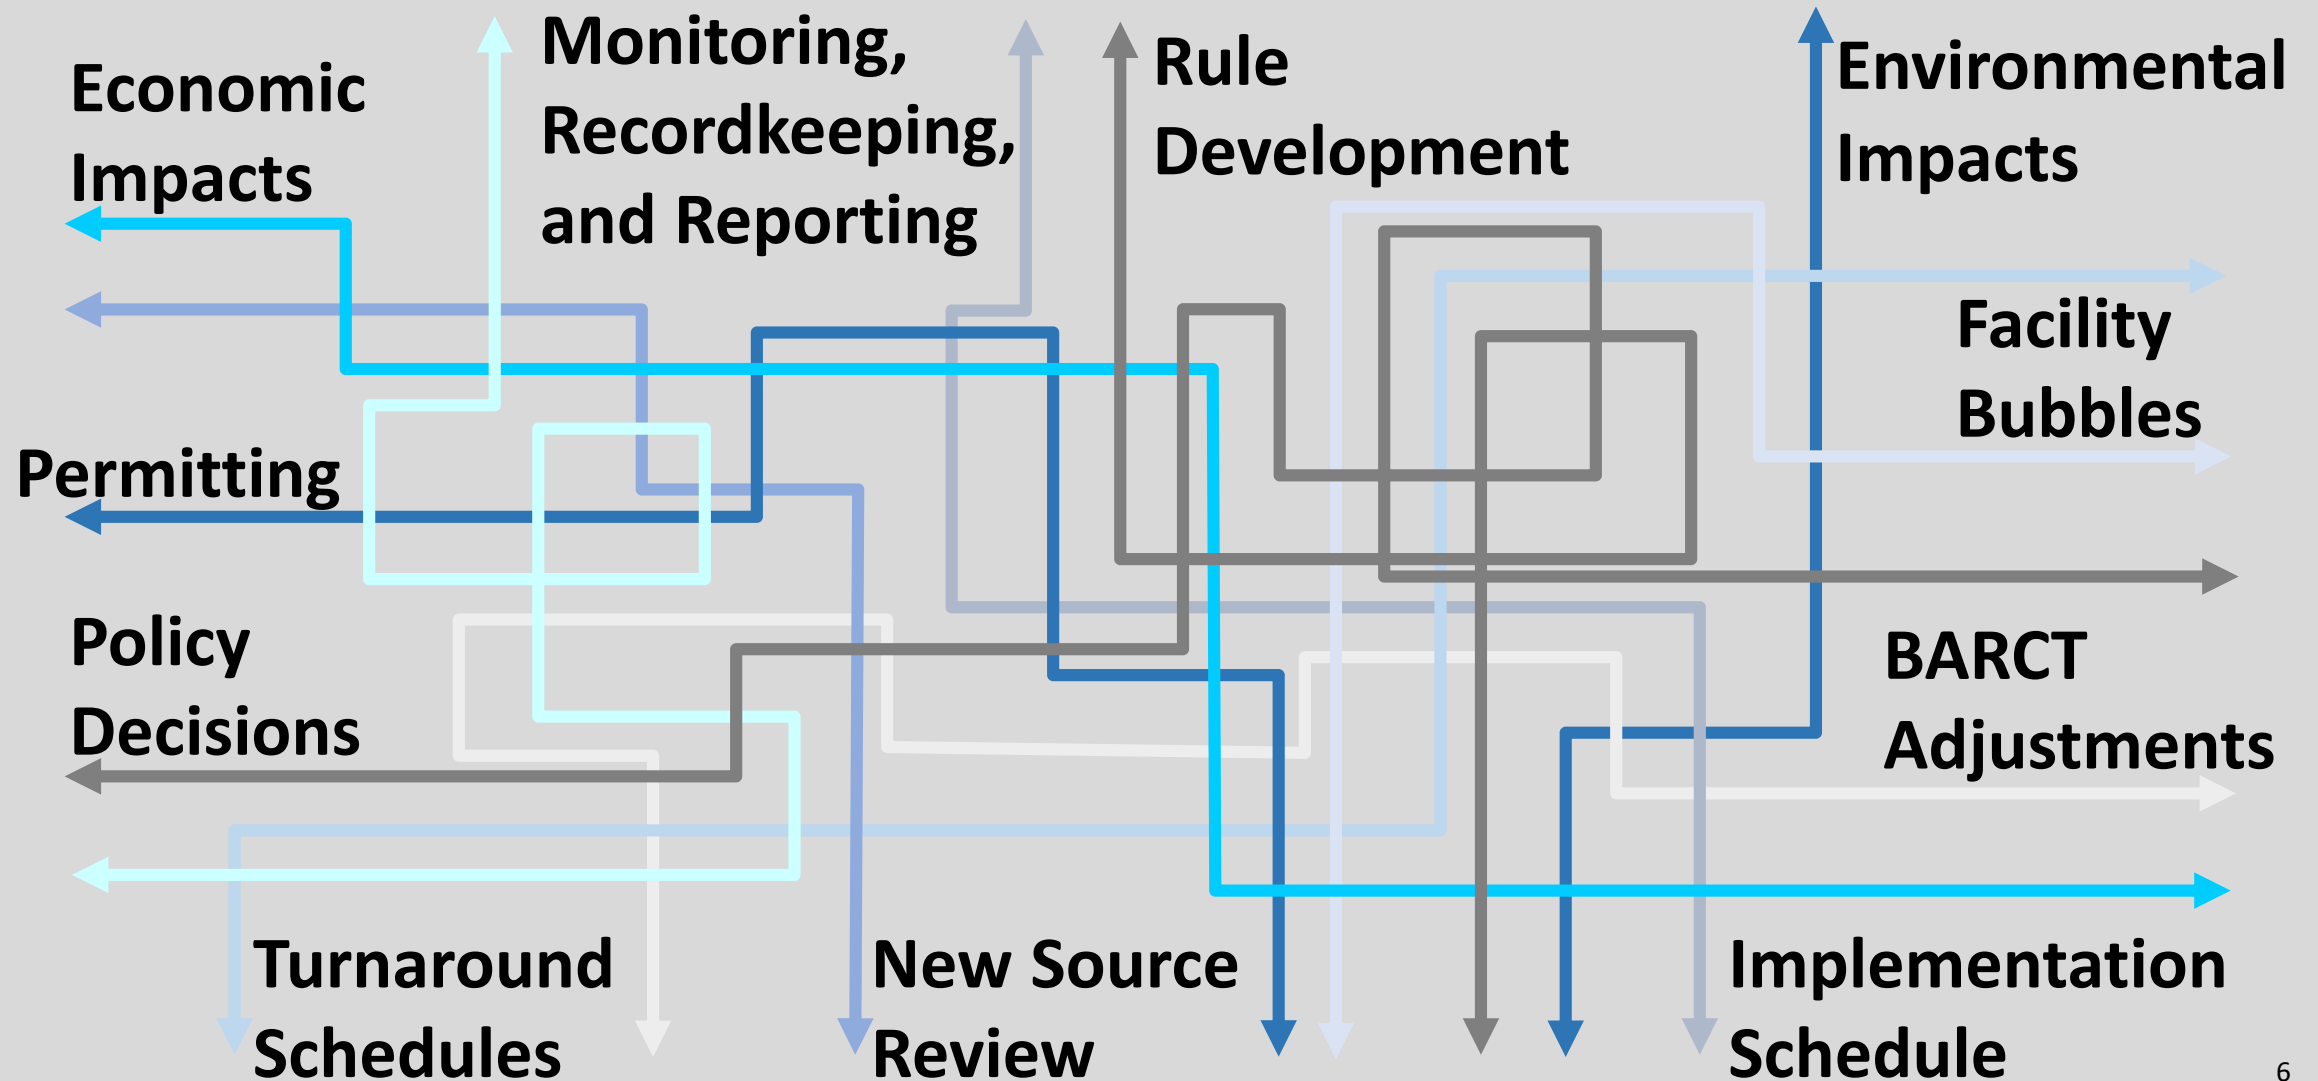 Economic
Impacts
Monitoring,
Recordkeeping,
and Reporting
Rule
Development
Environmental
Impacts
Facility
Bubbles
Permitting
Policy
Decisions
BARCT
Adjustments
Turnaround
Schedules
New Source
Review
Implementation
Schedule
6